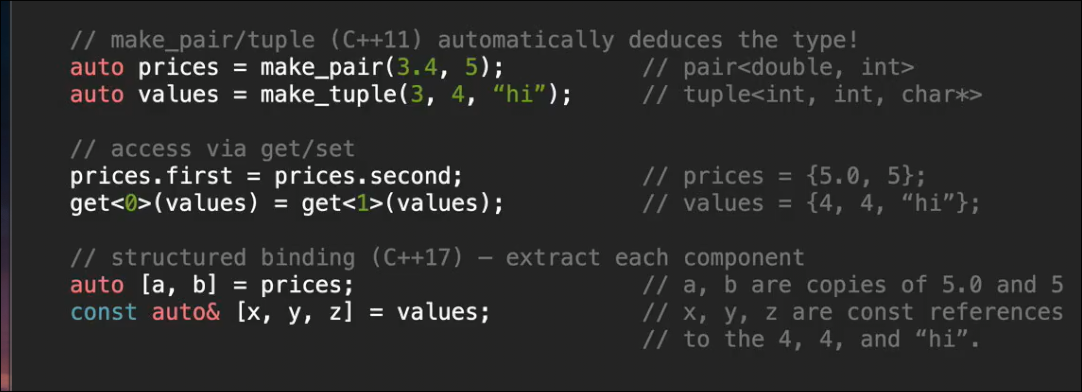 // make_pair/tuple (C++11) automatically deduces the type!
auto prices = make_pair(3.4, 5); // pair<double, int>
auto values = make_tuple(3, 4, “hi”); // tuple<int, int, char*>
// access via get/set
prices.first = prices.second; // prices = {5.0, 5};
get<0>(values) = get<1>(values); // values = {4, 4, “hi”};
// structured binding (C++17) – extract each component
auto [a, b] = prices; // a, b are copies of 5.0 and 5
const auto& [x, y, z] = values; // x, y, z are const references
// to the 4, 4, and “hi”.